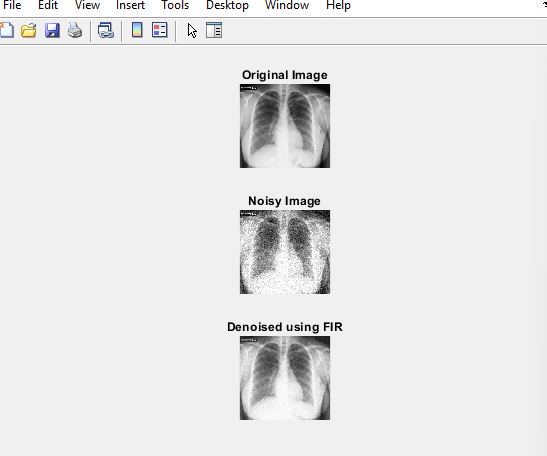 File Edit View Insert Tools Desktop Window Help
Original Image
Noisy Image
Denoised using FIR